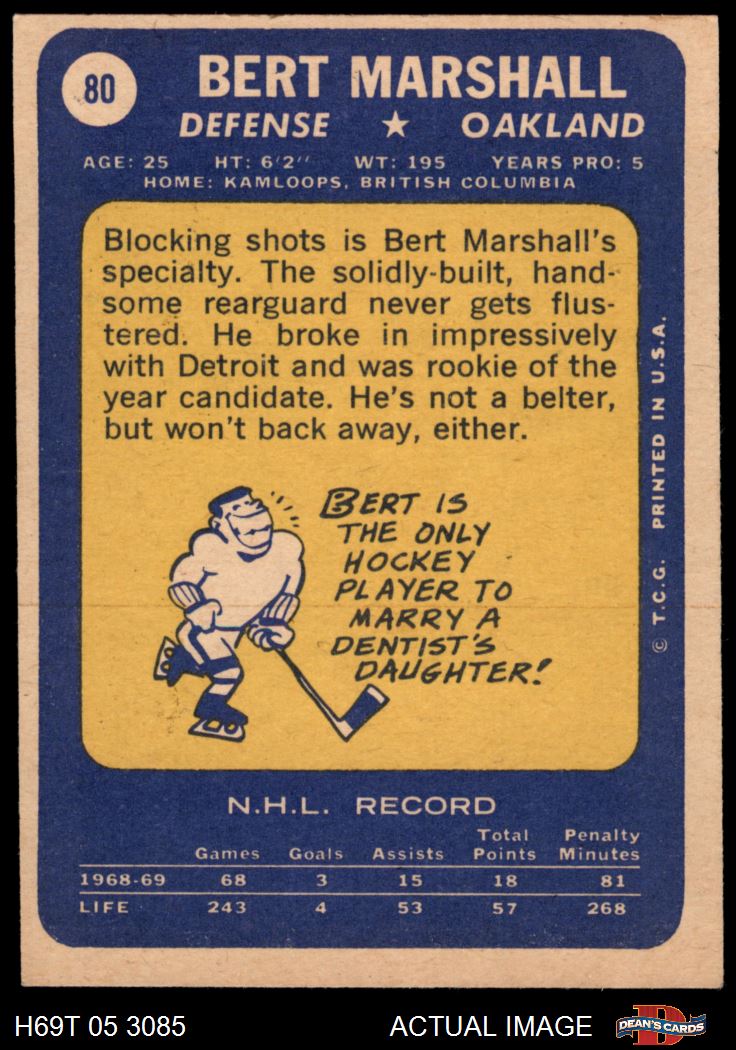 80
BERT MARSHALL
DEFENSE ★ OAKLAND
AGE: 25 HT: 6'2'' WT: 195 YEARS PRO: 5
HOME: KAMLOOPS, BRITISH COLUMBIA
Blocking shots is Bert Marshall's
specialty. The solidly-built, hand-
some rearguard never gets flus-
tered. He broke in impressively
with Detroit and was rookie of the
year candidate. He's not a belter,
but won't back away, either.
BERT IS
THE ONLY
HOCKEY
PLAYER TO
MARRY A
DENTIST'S
DAUGHTER!
© T.C.G. PRINTED IN U.S.A.
N.H.L. RECORD
Games Goals Assists Total Points Penalty Minutes
1968-69 68 3 15 18 81
LIFE 243 4 53 57 268
H69T 05 3085 ACTUAL IMAGE
D
DEAN'S CARDS